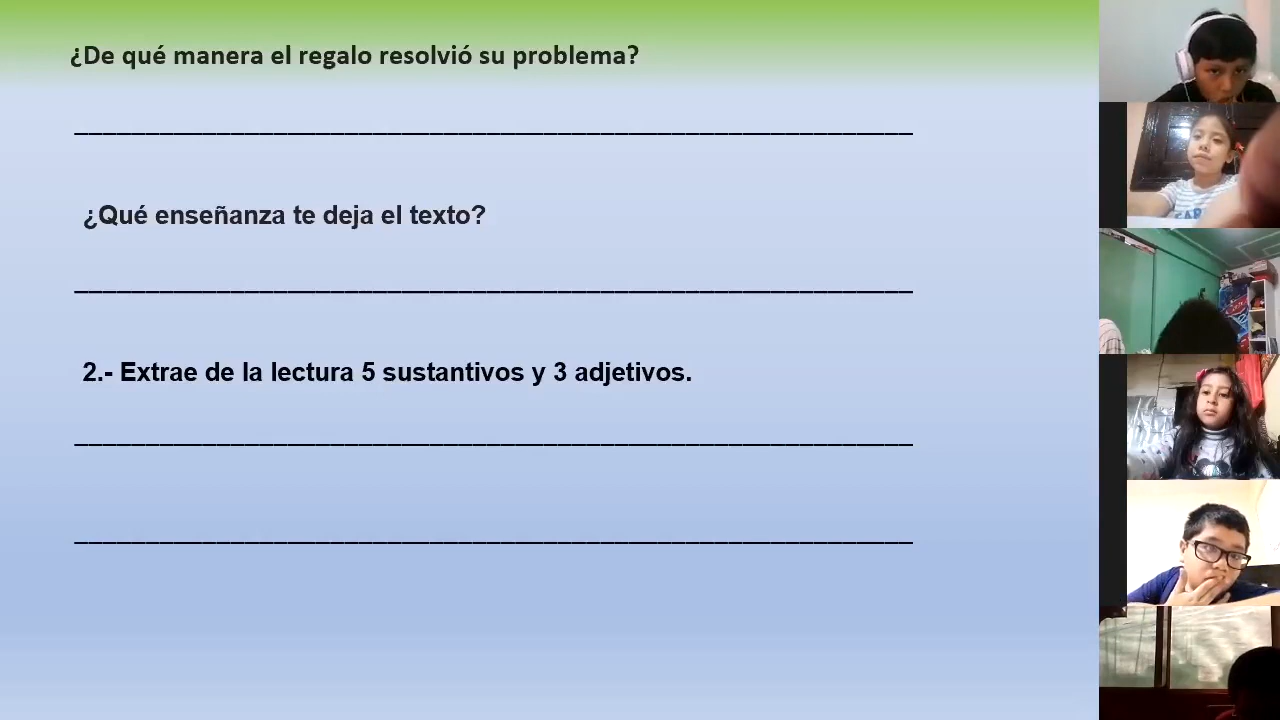 ¿De qué manera el regalo resolvió su problema?
¿Qué enseñanza te deja el texto?
2.- Extrae de la lectura 5 sustantivos y 3 adjetivos.